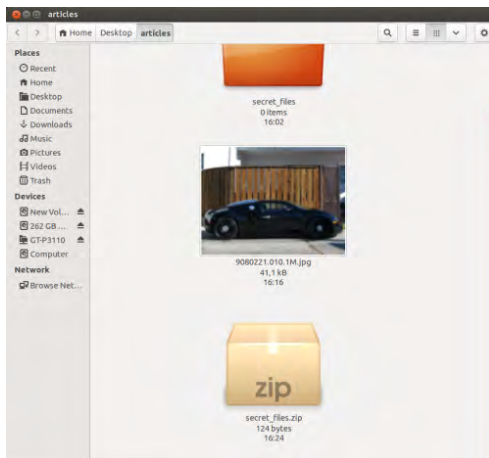 articles
Home Desktop articles
Places
Recent
Home
Desktop
Documents
Downloads
Music
Pictures
Videos
Trash
Devices
New Vol...
262 GB ...
GT-P3110
Computer
Network
Browse Net...
secret_files
0 items
16:02
9080221.010.1M.jpg
41,1 kB
16:16
zip
secret_files.zip
124 bytes
16:24